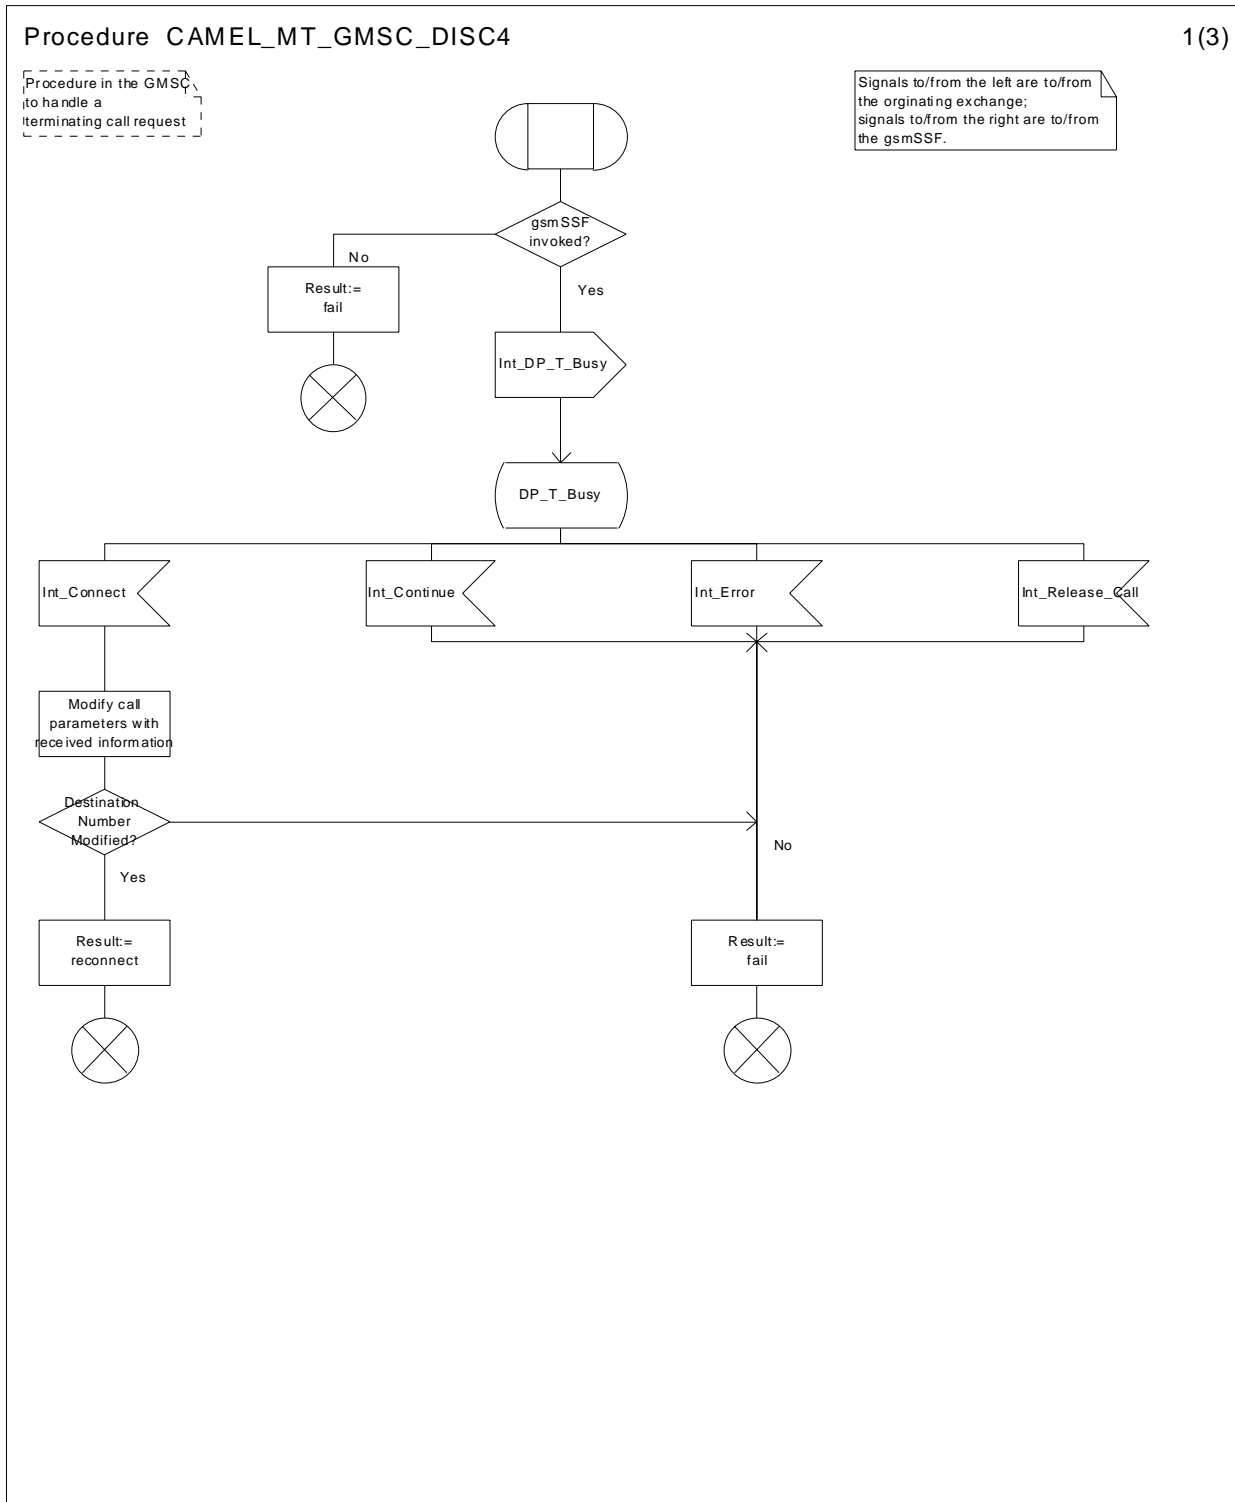 Procedure CAMEL_MT_GMSC_DISC4
1(3)
Procedure in the GMSC
to handle a
terminating call request
Signals to/from the left are to/from
the orginating exchange;
signals to/from the right are to/from
the gsmSSF.
gsmSSF
invoked?
No
Yes
Result:=
fail
Int_DP_T_Busy
DP_T_Busy
Int_Connect
Int_Continue
Int_Error
Int_Release_Call
Modify call
parameters with
received information
Destination
Number
Modified?
No
Yes
Result:=
reconnect
Result:=
fail